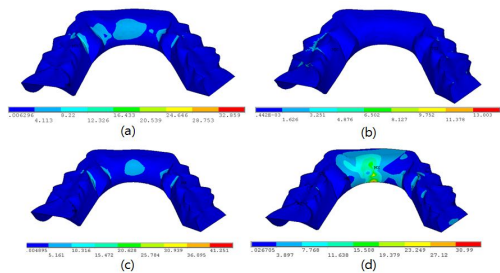 .006296 8.22 16.433 24.646 32.859
4.113 12.326 20.539 28.753
(a)
.442E-03 3.251 6.502 9.752 13.003
1.626 4.876 8.127 11.378
(b)
.004895 10.316 20.628 30.939 41.251
5.161 15.472 25.784 36.095
(c)
.026705 7.768 15.508 23.249 30.99
3.897 11.638 19.379 27.12
(d)